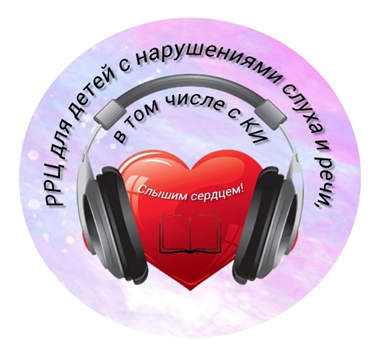 РРЦ для детей с нарушениями слуха и речи,
в том числе с КИ
Слышим сердцем!